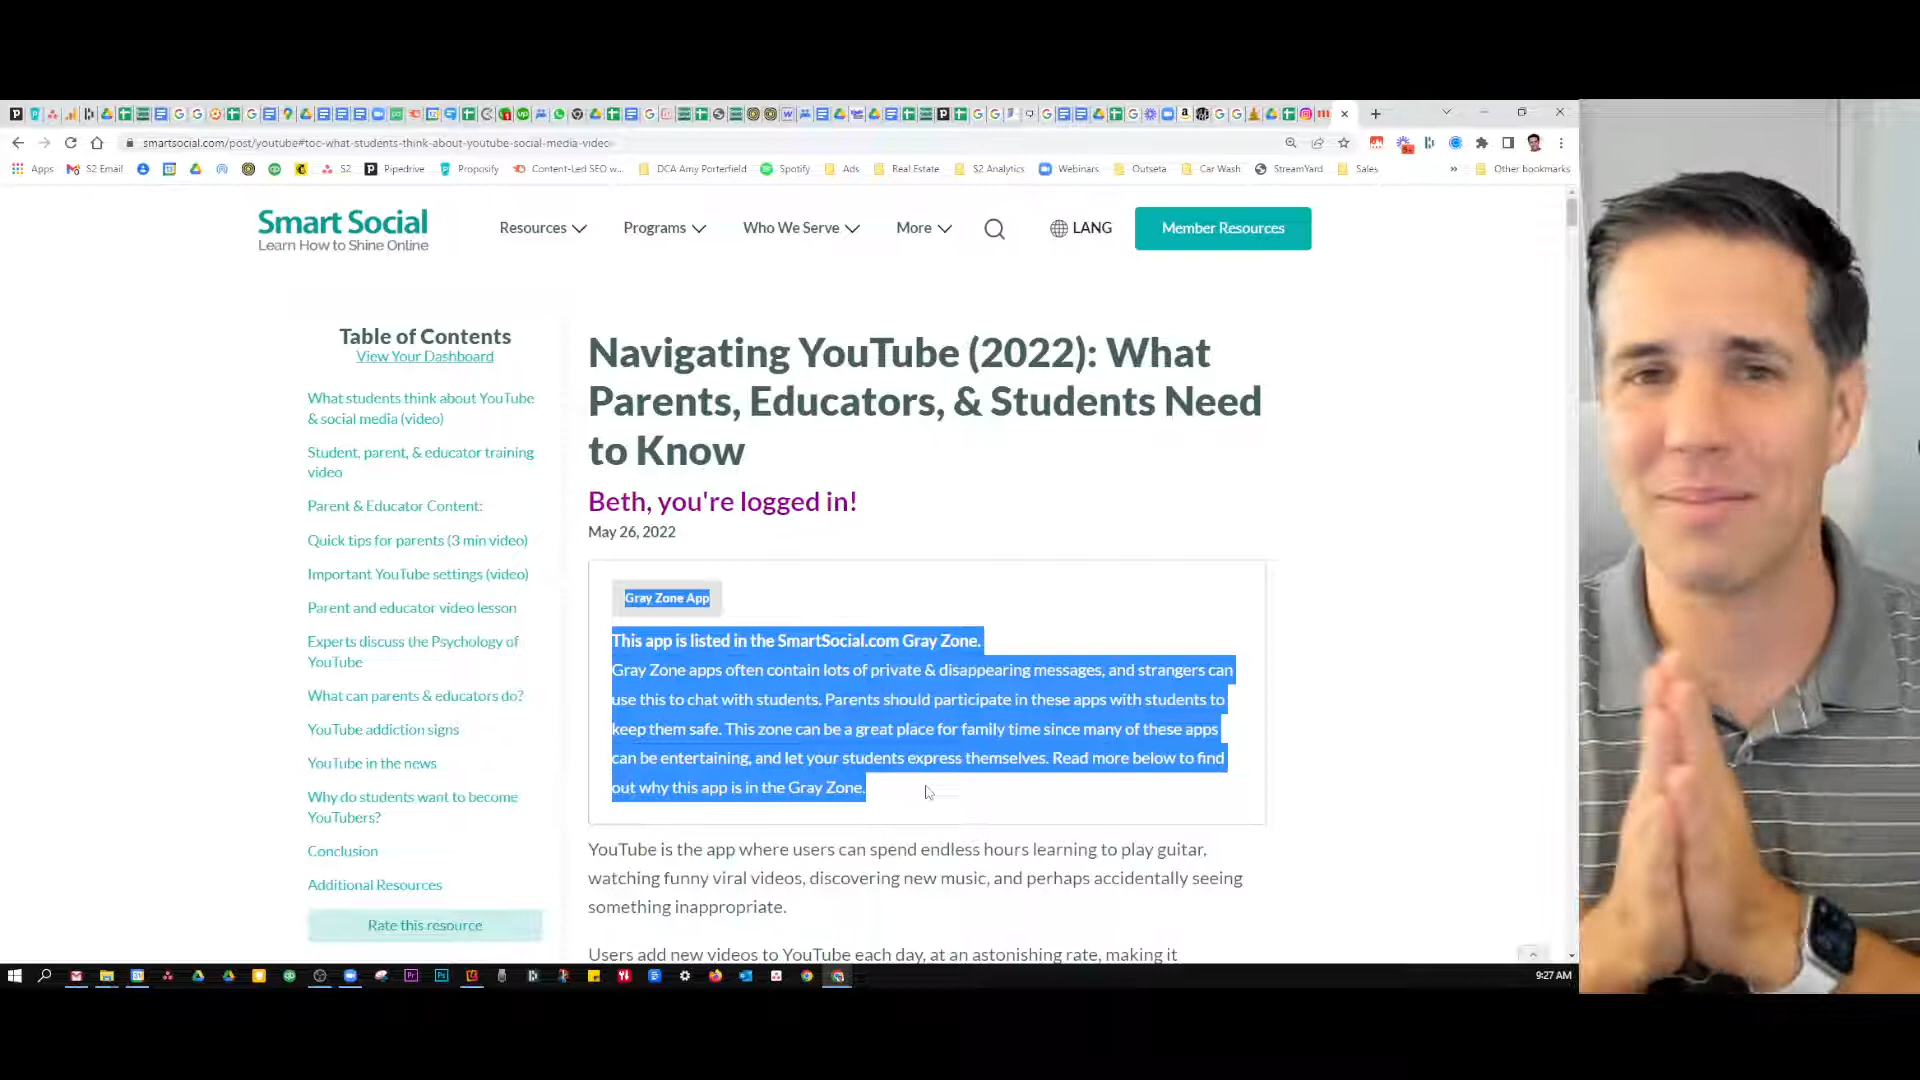 smartsocial.com/post/youtube#toc-what-students-think-about-youtube-social-media-video
Apps S2 Email S2 Pipedrive Proposify Content-Led SEO w... DCA Amy Porterfield Spotify Ads Real Estate S2 Analytics Webinars Outseta Car Wash StreamYard Sales » Other bookmarks
Smart Social
Learn How to Shine Online
Resources Programs Who We Serve More LANG Member Resources
Table of Contents
View Your Dashboard
What students think about YouTube
& social media (video)
Student, parent, & educator training
video
Parent & Educator Content:
Quick tips for parents (3 min video)
Important YouTube settings (video)
Parent and educator video lesson
Experts discuss the Psychology of
YouTube
What can parents & educators do?
YouTube addiction signs
YouTube in the news
Why do students want to become
YouTubers?
Conclusion
Additional Resources
Rate this resource
Navigating YouTube (2022): What
Parents, Educators, & Students Need
to Know
Beth, you're logged in!
May 26, 2022
Gray Zone App
This app is listed in the SmartSocial.com Gray Zone.
Gray Zone apps often contain lots of private & disappearing messages, and strangers can
use this to chat with students. Parents should participate in these apps with students to
keep them safe. This zone can be a great place for family time since many of these apps
can be entertaining, and let your students express themselves. Read more below to find
out why this app is in the Gray Zone.
YouTube is the app where users can spend endless hours learning to play guitar,
watching funny viral videos, discovering new music, and perhaps accidentally seeing
something inappropriate.
Users add new videos to YouTube each day, at an astonishing rate, making it
9:27 AM